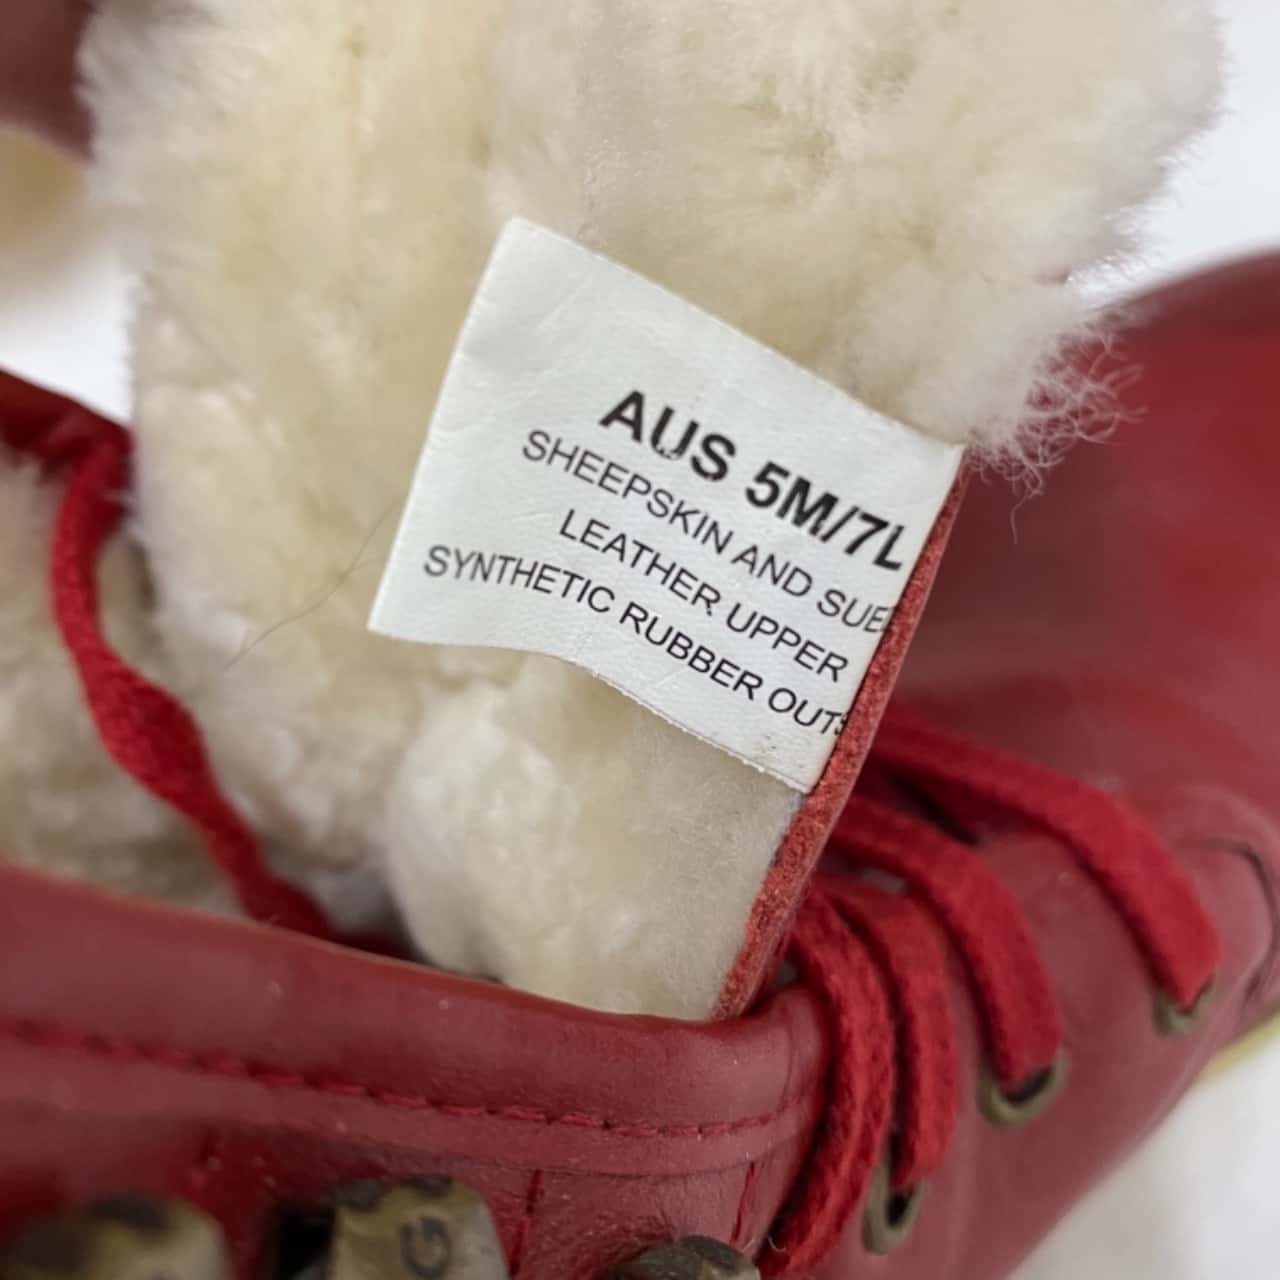 AUS 5M/7L
SHEEPSKIN AND SUE
LEATHER UPPER
SYNTHETIC RUBBER OUTS
G